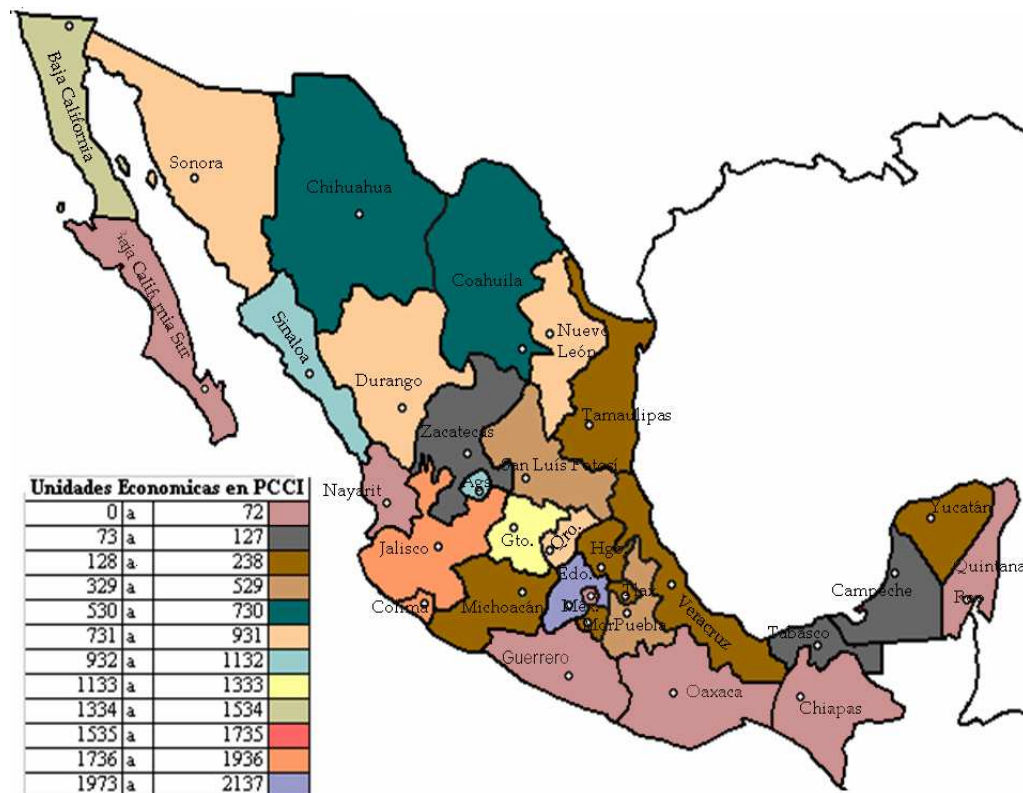 Baja California
Sonora
Chihuahua
Coahuila
Baja California Sur
Sinaloa
Nuevo
León
Durango
Tamaulipas
Zacatecas
San Luís Potosí
Ags.
Nayarit
Yucatán
Jalisco
Gto.
Qro.
Hgo.
Quintana
Roo
Edo.
Méx.
Tlax.
Campeche
Colima
Michoacán
Mor.
Puebla
Veracruz
Tabasco
Guerrero
Oaxaca
Chiapas
Unidades Economicas en PCCI
0 a 72
73 a 127
128 a 238
329 a 529
530 a 730
731 a 931
932 a 1132
1133 a 1333
1334 a 1534
1535 a 1735
1736 a 1936
1973 a 2137